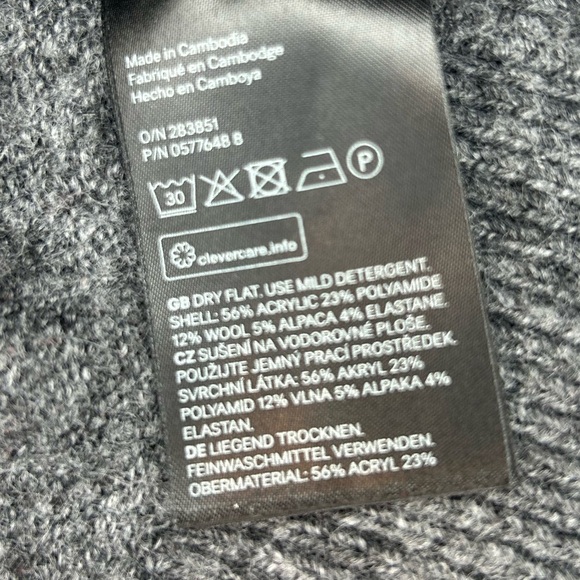 Made in Cambodia
Fabriqué en Cambodge
Hecho en Camboya
O/N 283851
P/N 0577648 8
30 P
clevercare.info
GB DRY FLAT. USE MILD DETERGENT.
SHELL: 56% ACRYLIC 23% POLYAMIDE
12% WOOL 5% ALPACA 4% ELASTANE.
CZ SUŠENÍ NA VODOROVNÉ PLOŠE.
POUŽIJTE JEMNÝ PRACÍ PROSTŘEDEK.
SVRCHNÍ LÁTKA: 56% AKRYL 23%
POLYAMID 12% VLNA 5% ALPAKA 4%
ELASTAN.
DE LIEGEND TROCKNEN.
FEINWASCHMITTEL VERWENDEN.
OBERMATERIAL: 56% ACRYL 23%